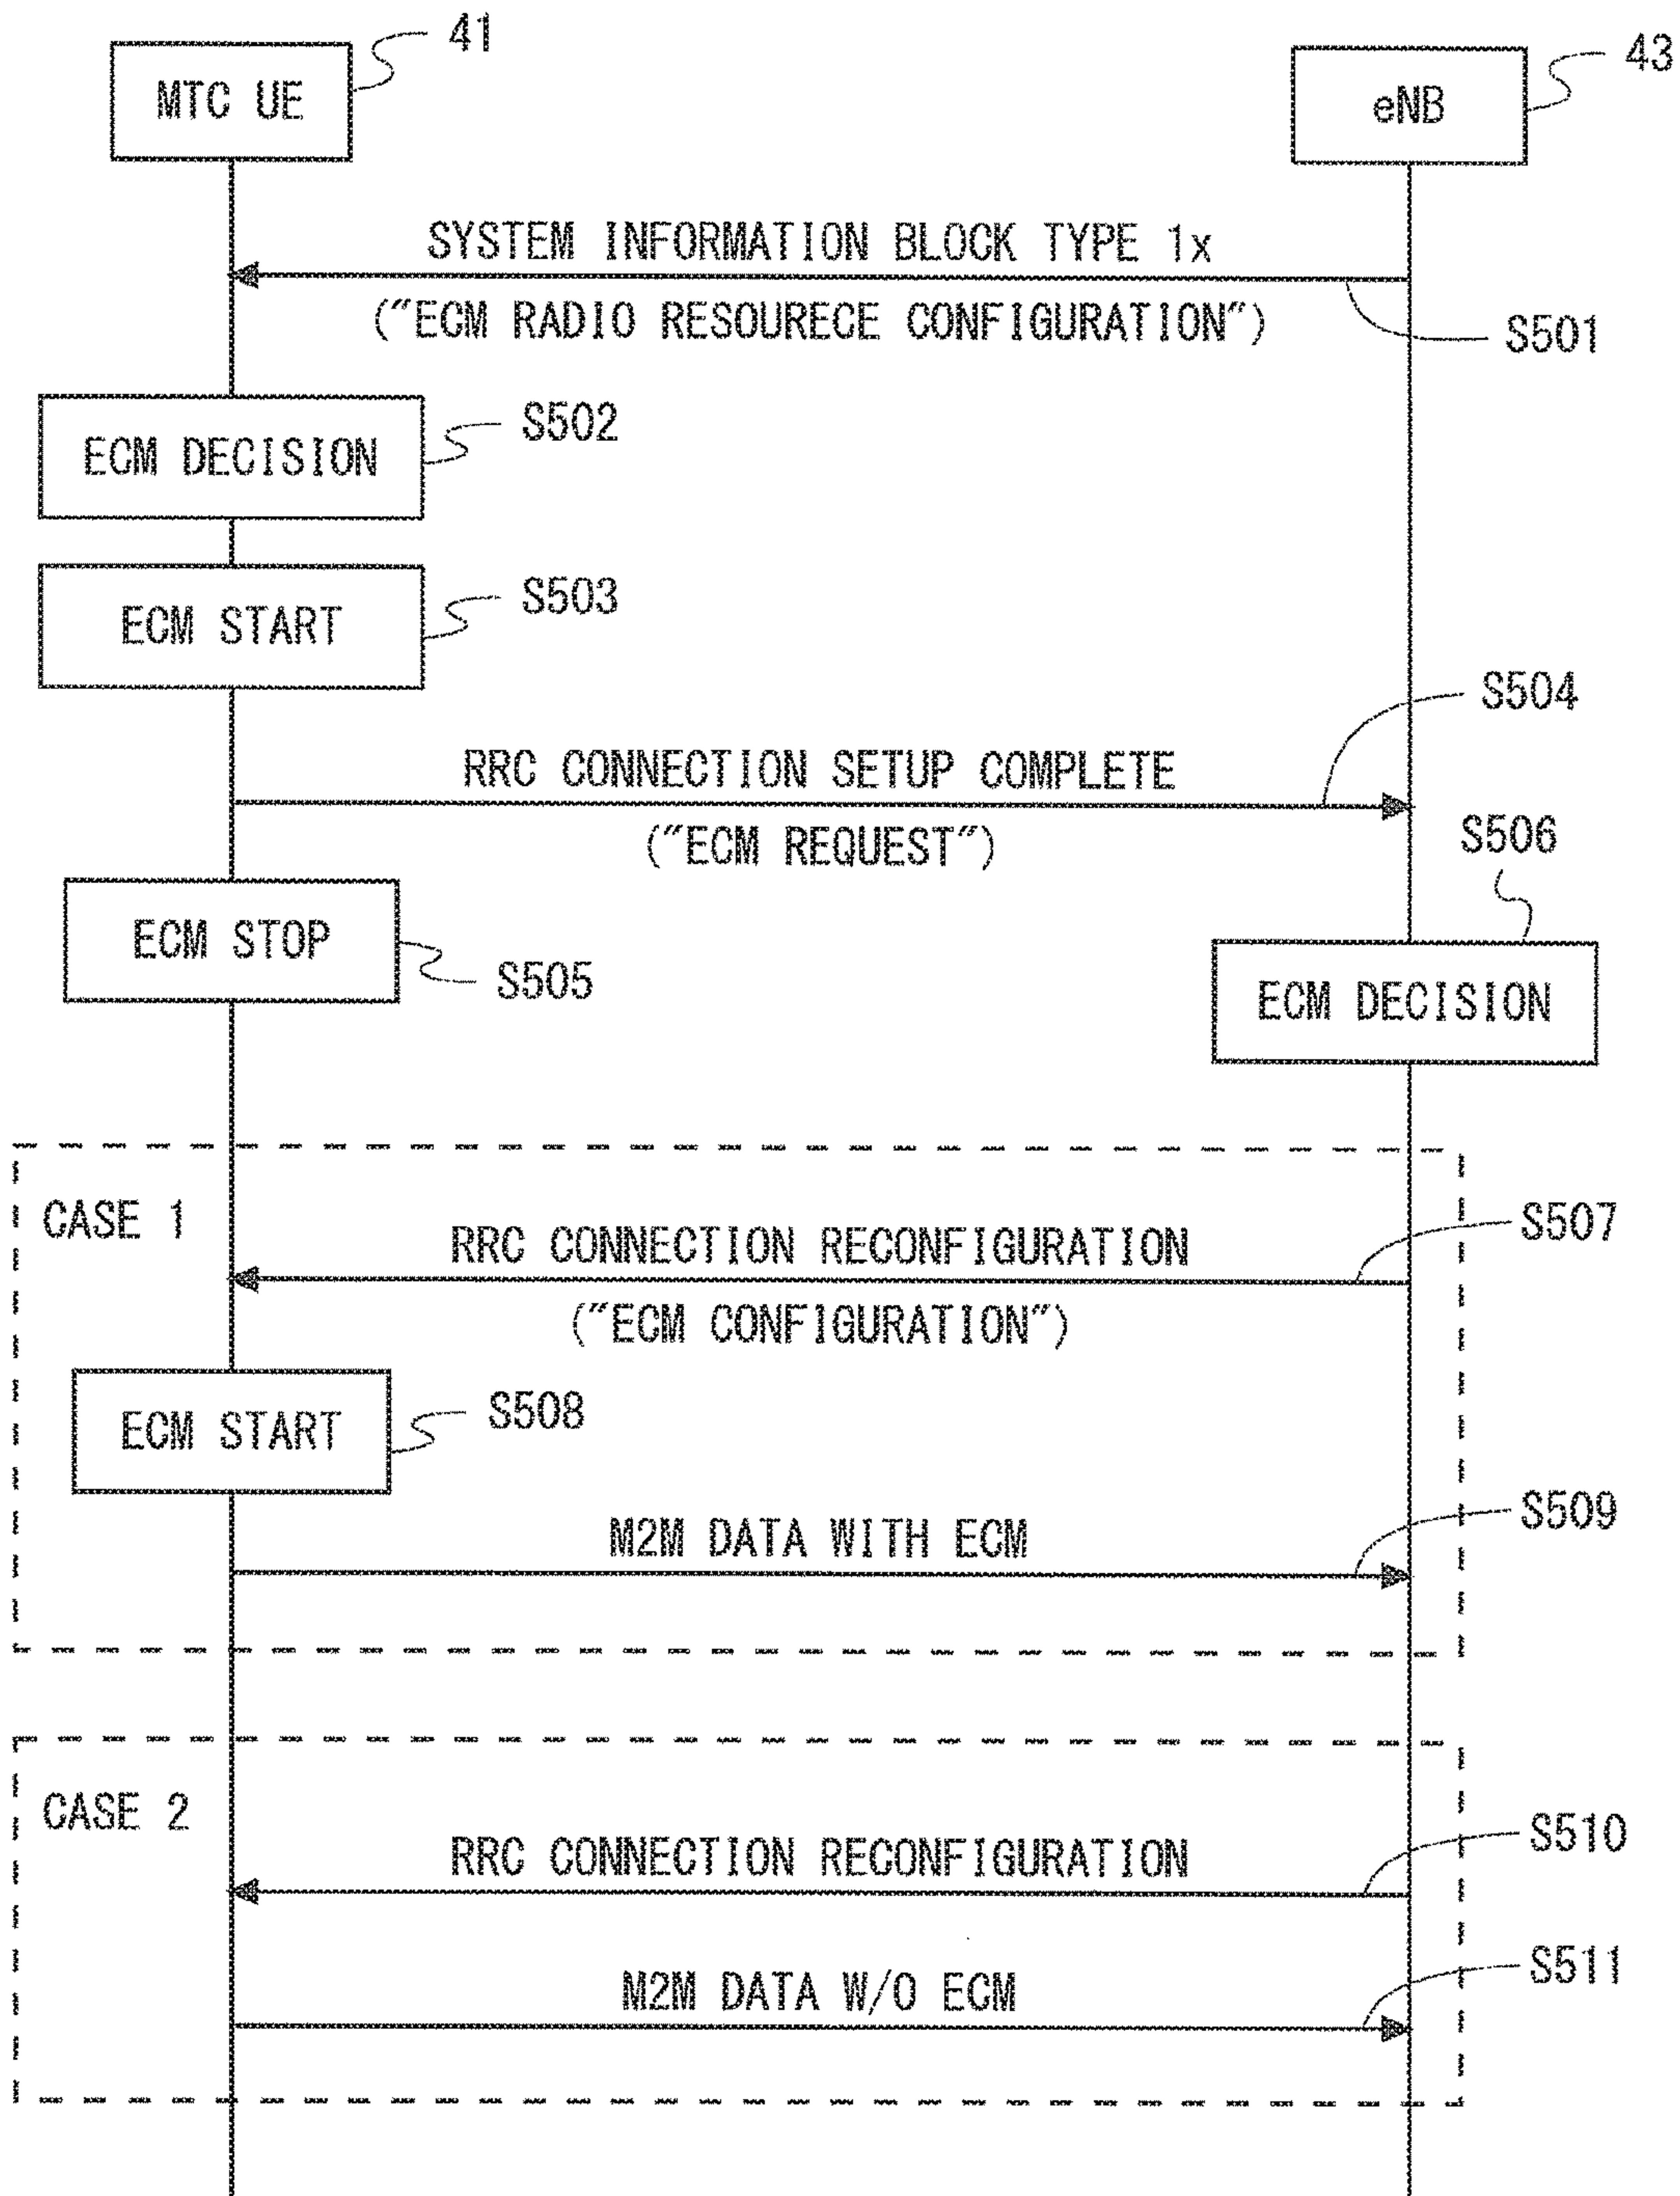 41
43
MTC UE
eNB
SYSTEM INFORMATION BLOCK TYPE 1x
("ECM RADIO RESOURECE CONFIGURATION")
S501
ECM DECISION
S502
ECM START
S503
S504
RRC CONNECTION SETUP COMPLETE
("ECM REQUEST")
S506
ECM STOP
S505
ECM DECISION
CASE 1
S507
RRC CONNECTION RECONFIGURATION
("ECM CONFIGURATION")
ECM START
S508
S509
M2M DATA WITH ECM
CASE 2
S510
RRC CONNECTION RECONFIGURATION
S511
M2M DATA W/O ECM